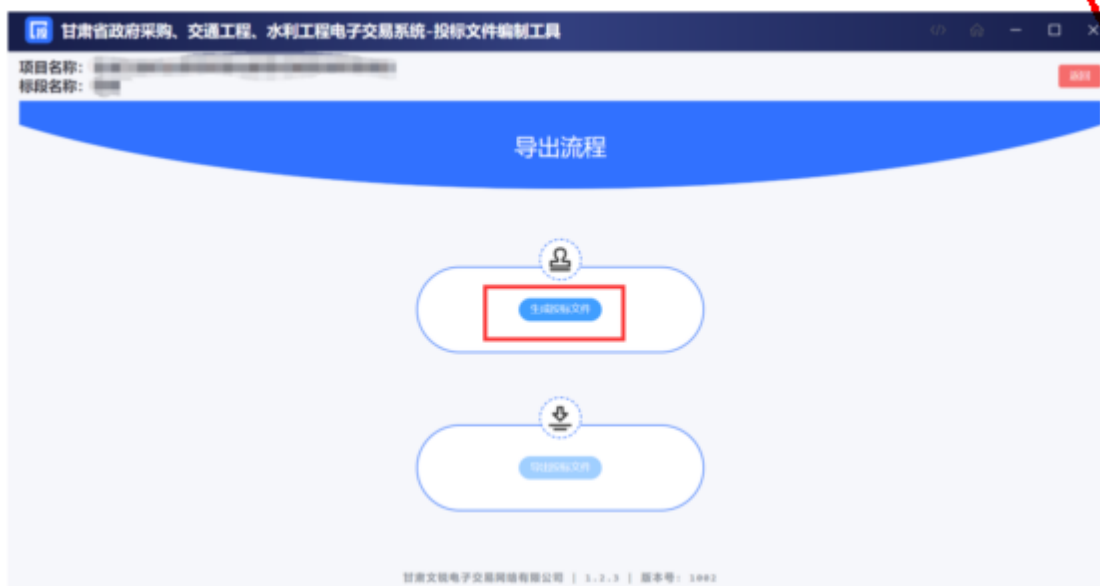 甘肃省政府采购、交通工程、水利工程电子交易系统-投标文件编制工具
项目名称：
标段名称：
返回
导出流程
生成投标文件
导出投标文件
甘肃文锐电子交易网络有限公司 | 1.2.3 | 版本号: 1002